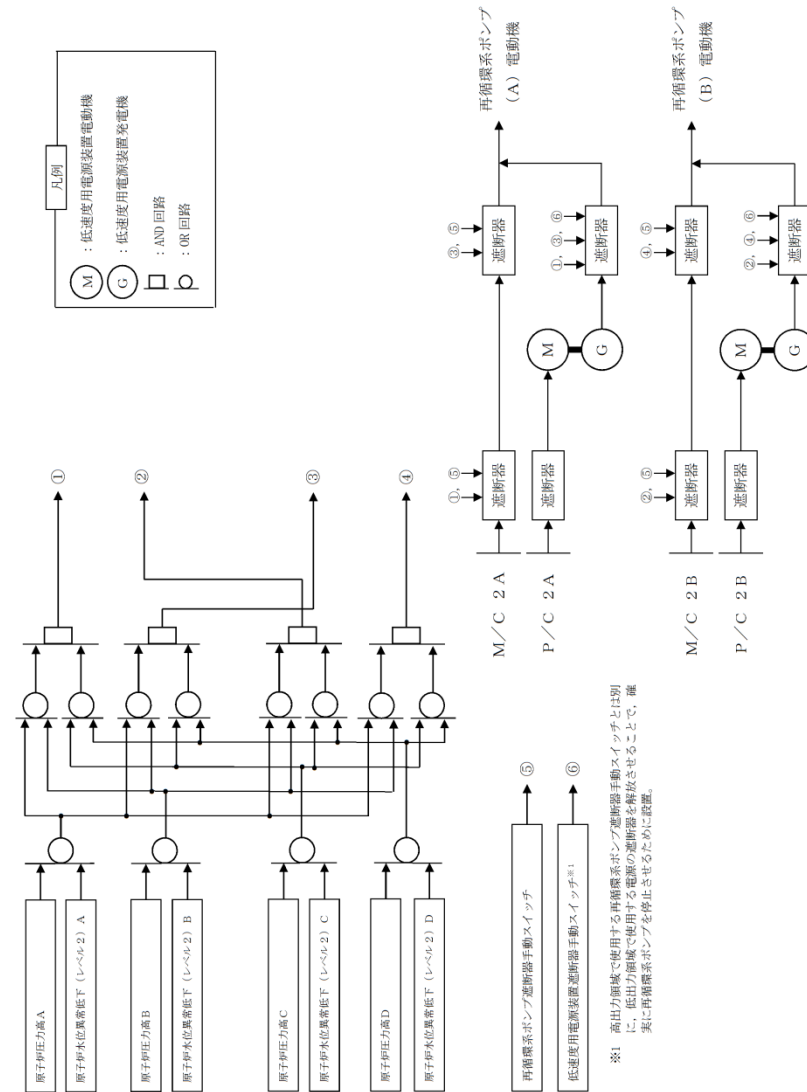 原子炉圧力高A
原子炉水位異常低下（レベル2）A
原子炉圧力高B
原子炉水位異常低下（レベル2）B
原子炉圧力高C
原子炉水位異常低下（レベル2）C
原子炉圧力高D
原子炉水位異常低下（レベル2）D
①
②
③
④
再循環系ポンプ遮断器手動スイッチ
⑤
低速度用電源装置遮断器手動スイッチ※1
⑥
※1 高出力領域で使用する再循環系ポンプ遮断器手動スイッチとは別
に，低出力領域で使用する電源の遮断器を解放させることで，確
実に再循環系ポンプを停止させるために設置。
凡例
M ：低速度用電源装置電動機
G ：低速度用電源装置発電機
：AND回路
：OR回路
M／C 2A
①，⑤
遮断器
③，⑤
遮断器
再循環系ポンプ
（A）電動機
P／C 2A
遮断器
M
G
①，③，⑥
遮断器
M／C 2B
②，⑤
遮断器
④，⑤
遮断器
再循環系ポンプ
（B）電動機
P／C 2B
遮断器
M
G
②，④，⑥
遮断器